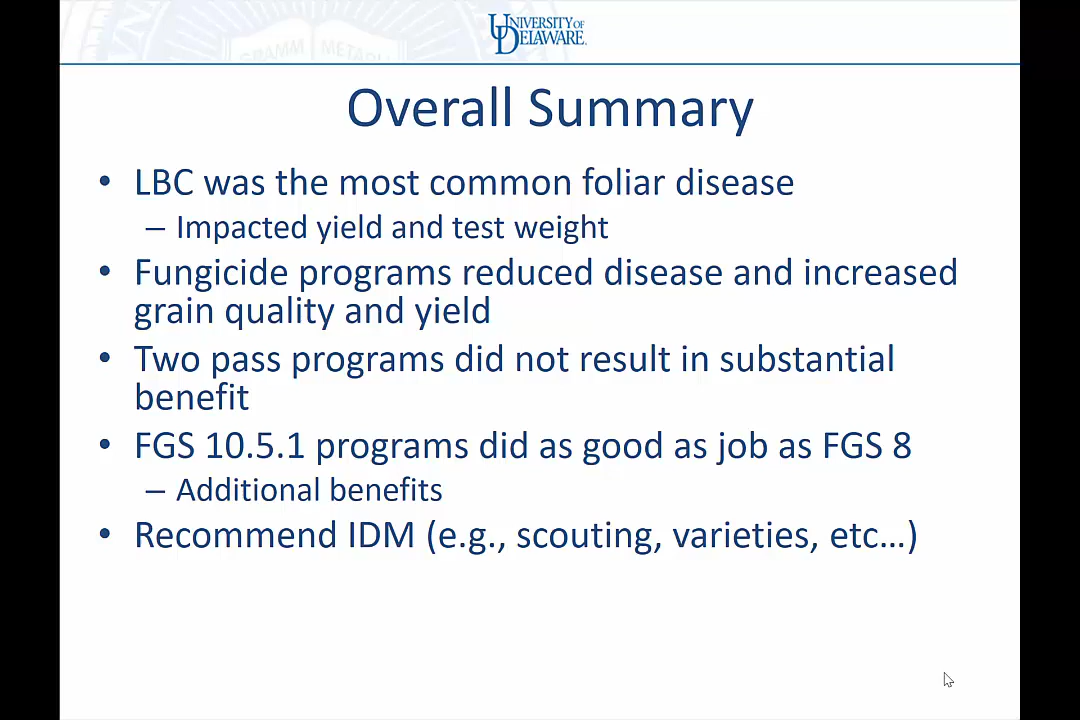 UNIVERSITY OF
DELAWARE.
GRAMM METAPH
Overall Summary
• LBC was the most common foliar disease
– Impacted yield and test weight
• Fungicide programs reduced disease and increased
grain quality and yield
• Two pass programs did not result in substantial
benefit
• FGS 10.5.1 programs did as good as job as FGS 8
– Additional benefits
• Recommend IDM (e.g., scouting, varieties, etc…)